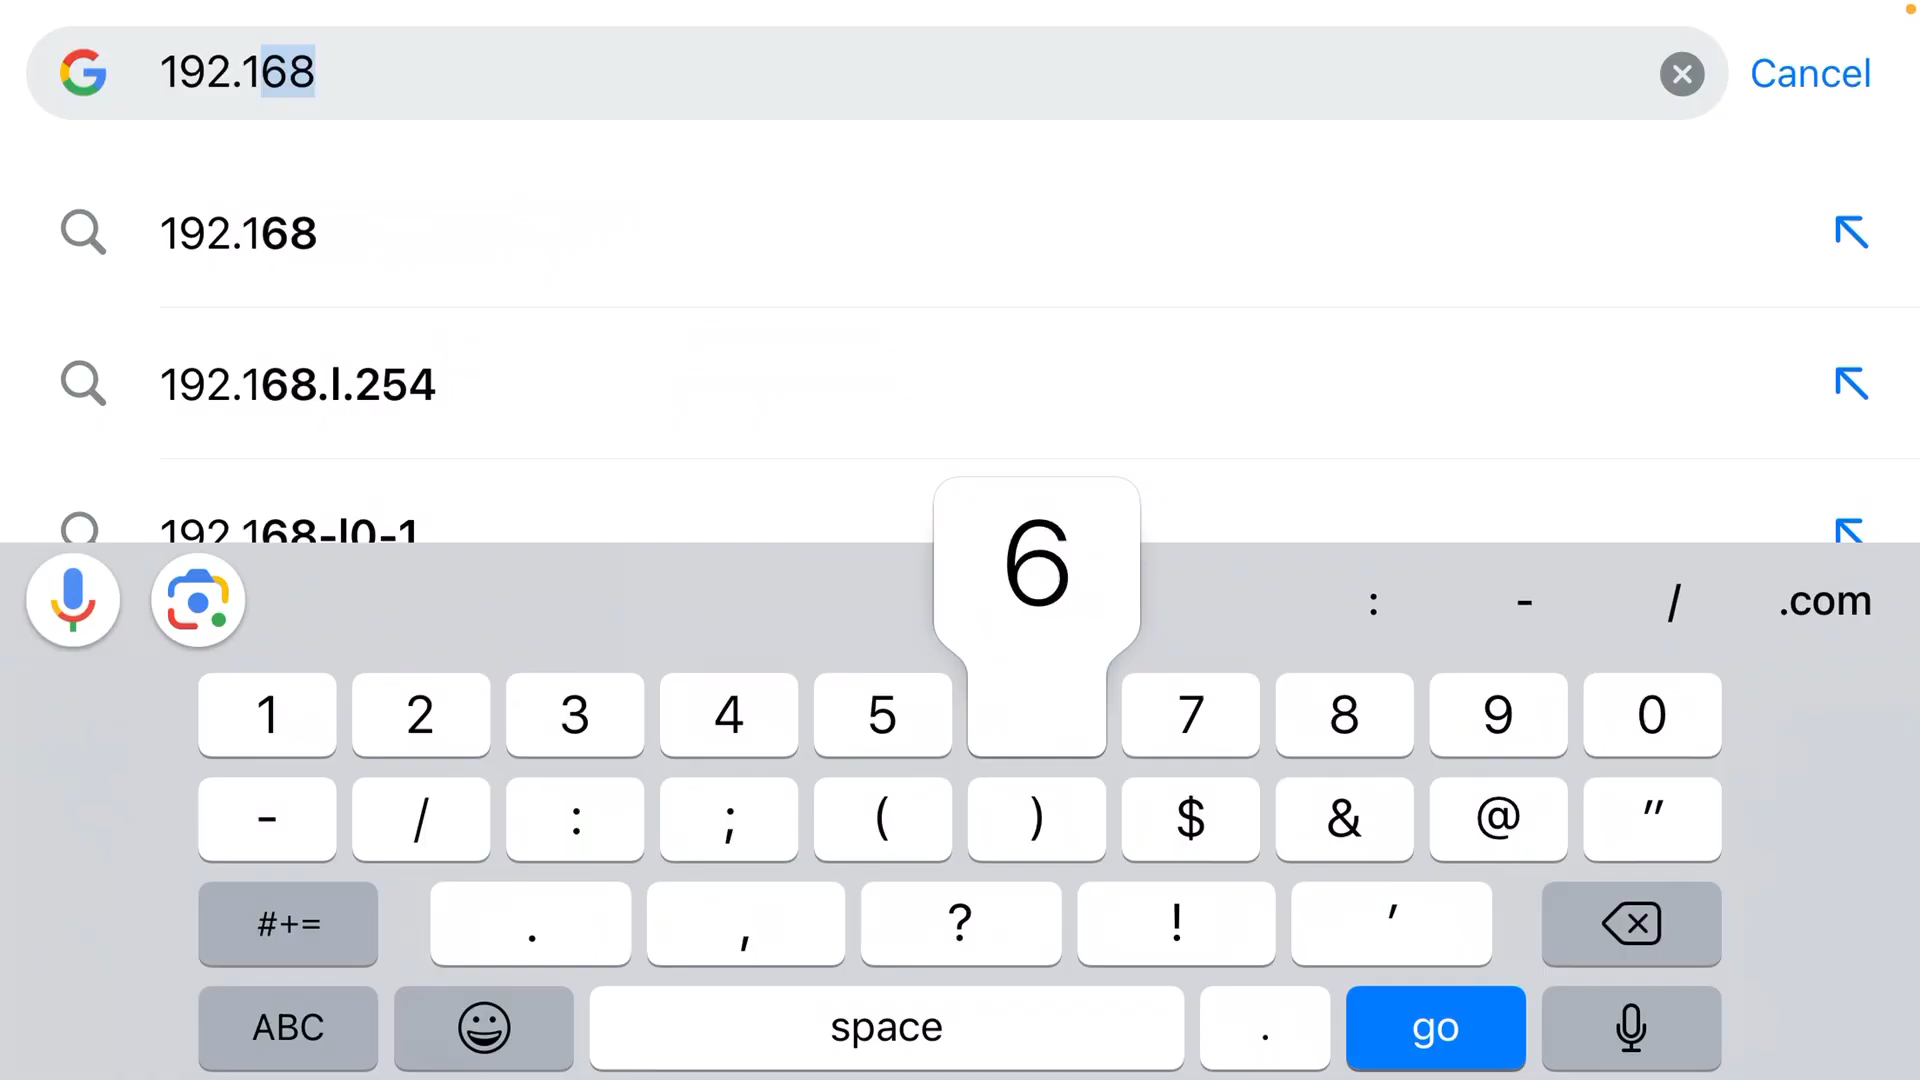 192.168
Cancel
192.168
192.168.l.254
192.168-l0-1
6
: - / .com
1 2 3 4 5 7 8 9 0
- / : ; ( ) $ & @ "
#+= . , ? ! '
ABC space . go